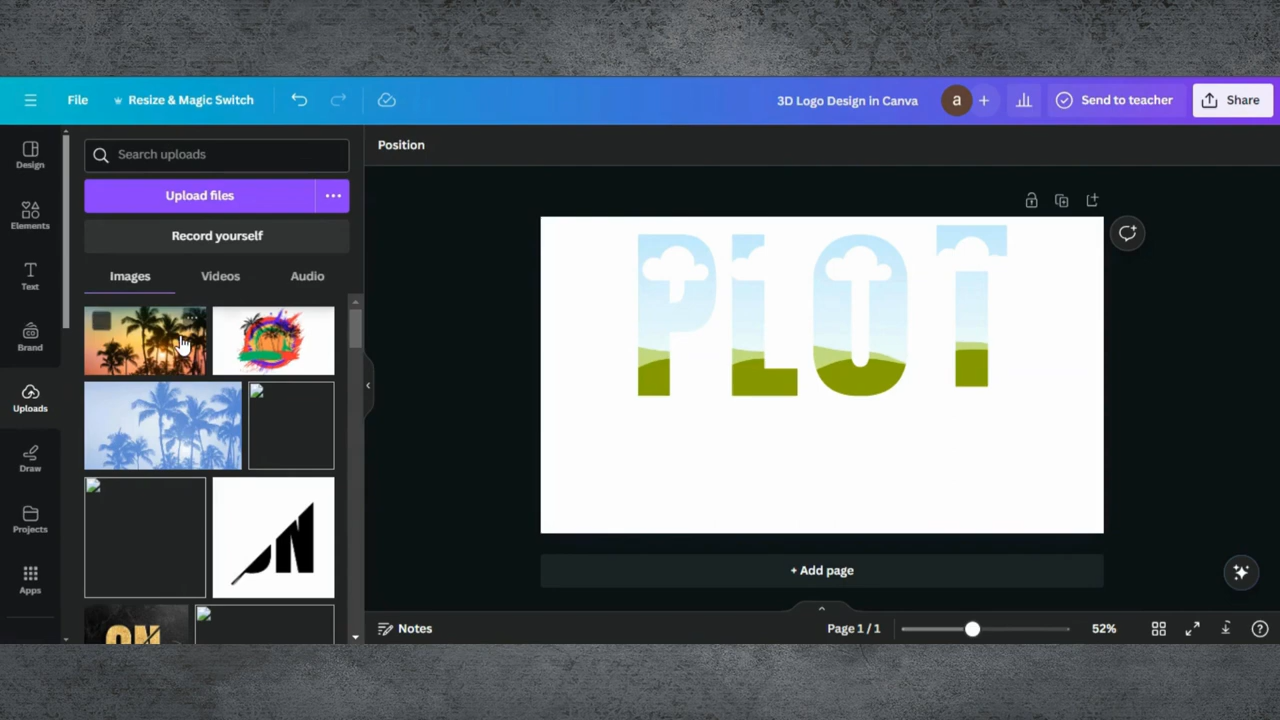 File
Resize & Magic Switch
3D Logo Design in Canva
a
Send to teacher
Share
Design
Elements
Text
Brand
Uploads
Draw
Projects
Apps
Search uploads
Upload files
Record yourself
Images
Videos
Audio
ON
Position
PLOT
+ Add page
Notes
Page 1 / 1
52%